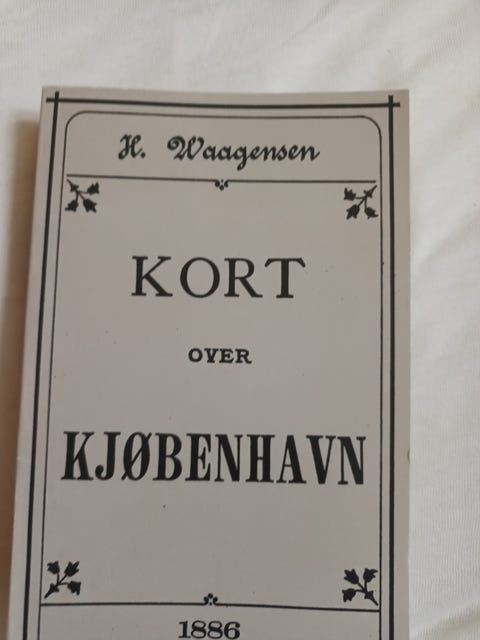 H. Waagensen
KORT
OVER
KJØBENHAVN
1886